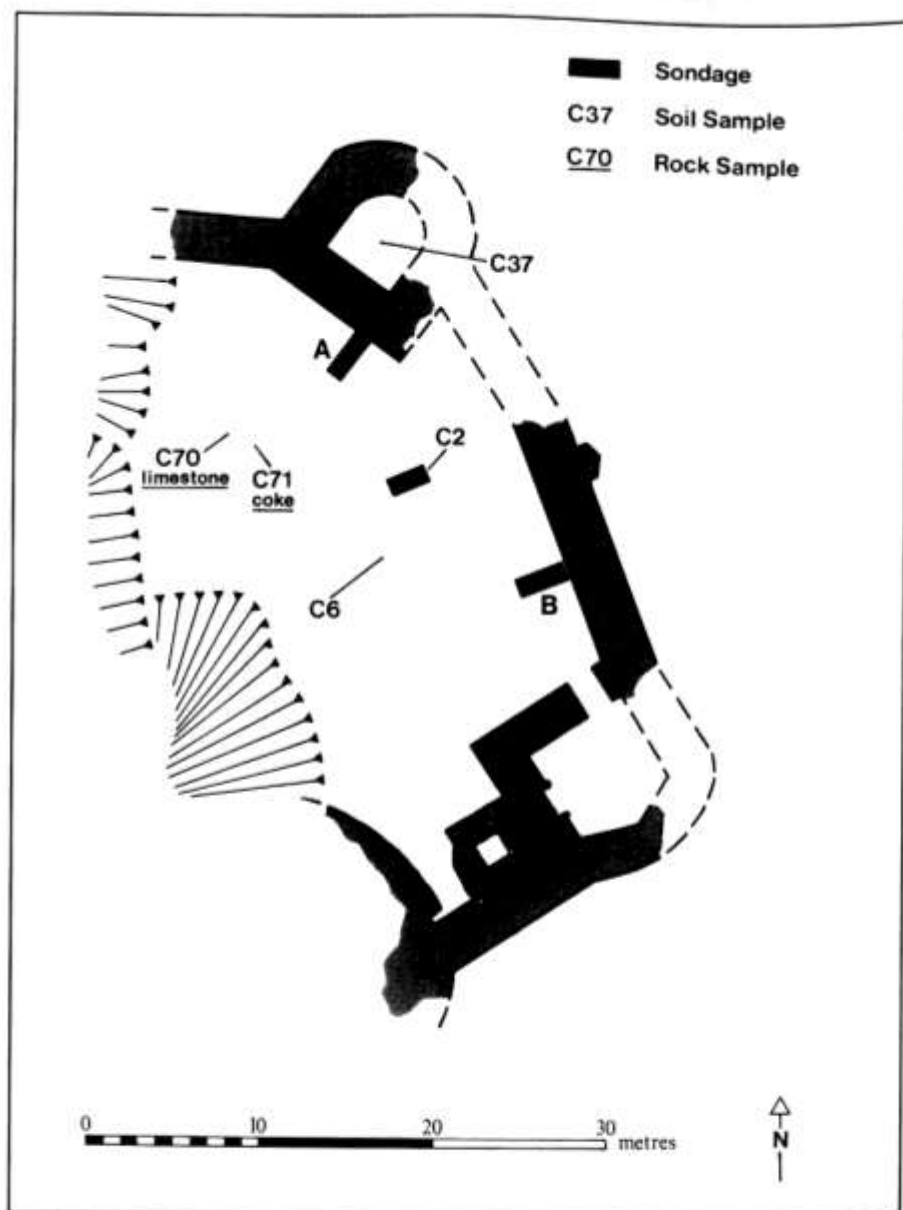 Sondage
C37 Soil Sample
C70 Rock Sample
C37
A
C2
C70
limestone
C71
coke
C6
B
0 10 20 30 metres
N